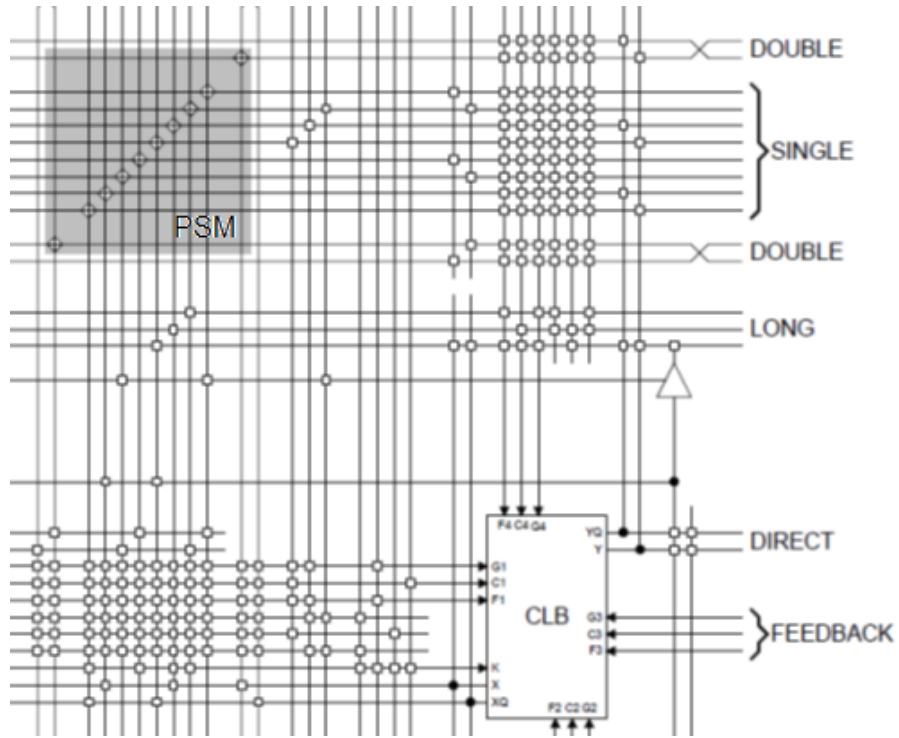 DOUBLE
SINGLE
PSM
DOUBLE
LONG
F4 C4 G4
YQ
DIRECT
Y
G1
C1
F1
CLB
G3
C3
F3
FEEDBACK
K
X
XQ
F2 C2 G2